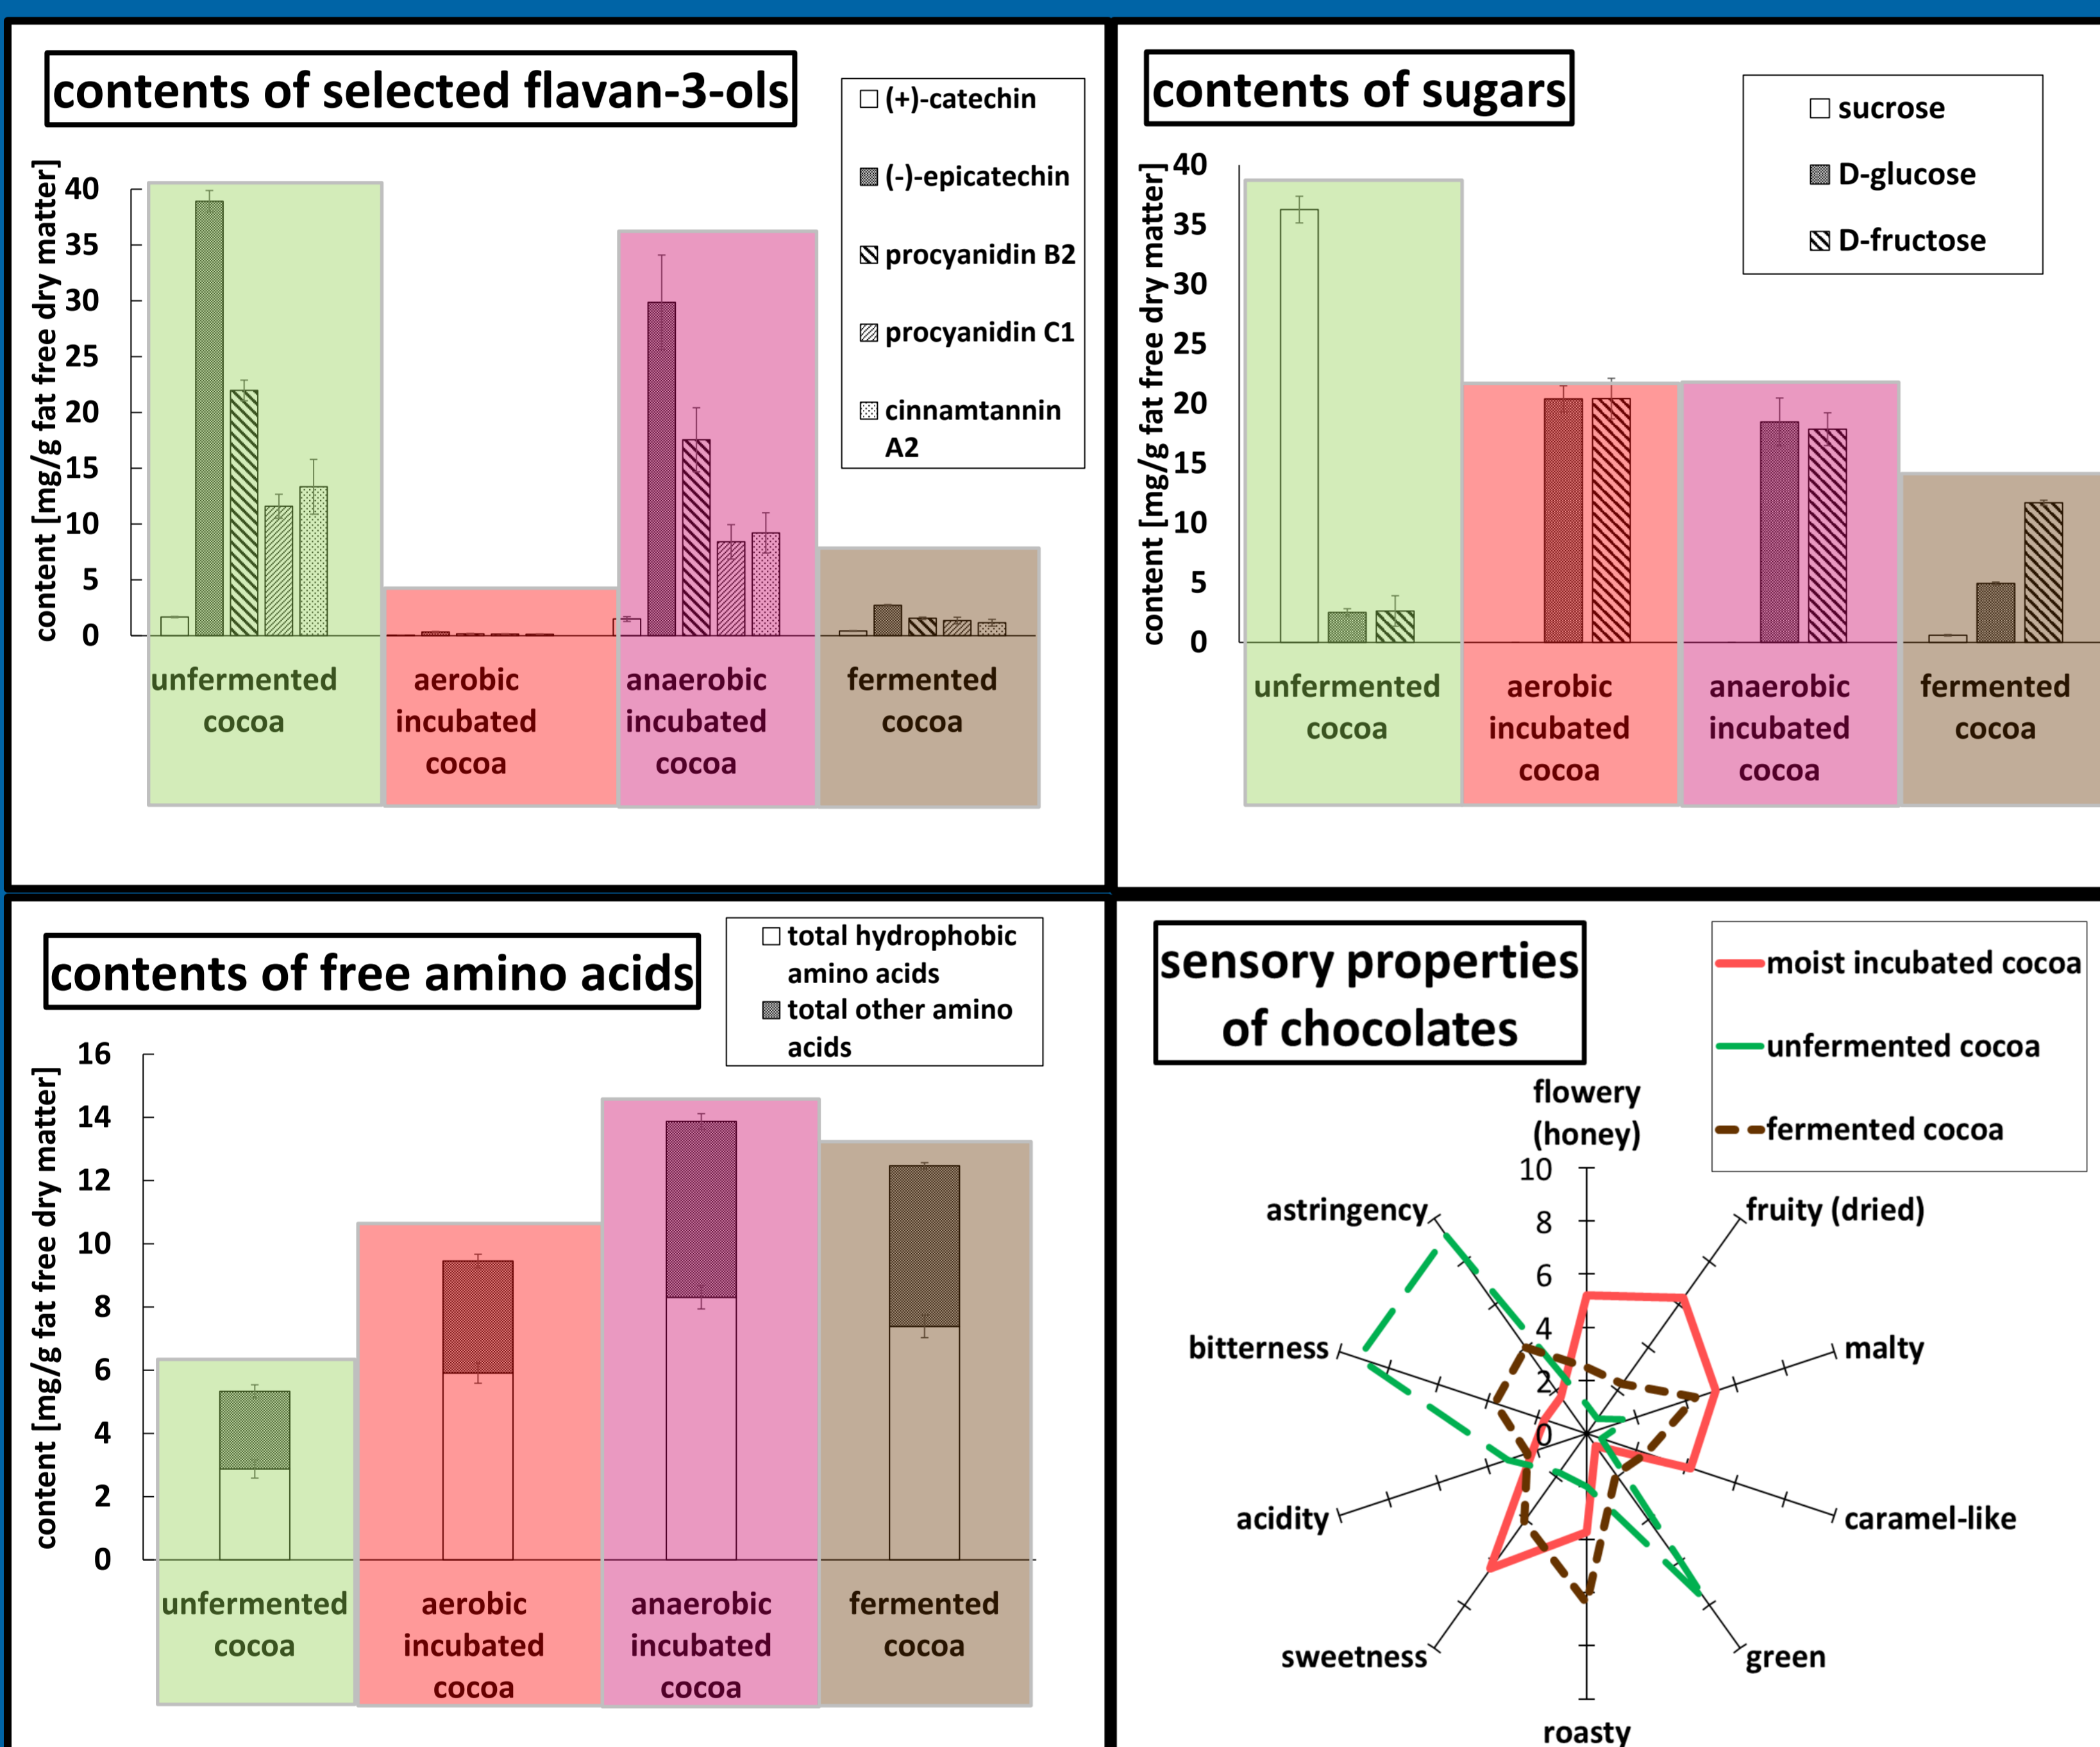 contents of selected flavan-3-ols
(+)-catechin
(-)-epicatechin
procyanidin B2
procyanidin C1
cinnamtannin
A2
content [mg/g fat free dry matter]
40
35
30
25
20
15
10
5
0
unfermented
cocoa
aerobic
incubated
cocoa
anaerobic
incubated
cocoa
fermented
cocoa
contents of sugars
sucrose
D-glucose
D-fructose
content [mg/g fat free dry matter]
40
35
30
25
20
15
10
5
0
unfermented
cocoa
aerobic
incubated
cocoa
anaerobic
incubated
cocoa
fermented
cocoa
contents of free amino acids
total hydrophobic
amino acids
total other amino
acids
content [mg/g fat free dry matter]
16
14
12
10
8
6
4
2
0
unfermented
cocoa
aerobic
incubated
cocoa
anaerobic
incubated
cocoa
fermented
cocoa
sensory properties
of chocolates
moist incubated cocoa
unfermented cocoa
fermented cocoa
flowery
(honey)
10
8
6
4
2
0
astringency
fruity (dried)
bitterness
malty
acidity
caramel-like
sweetness
green
roasty